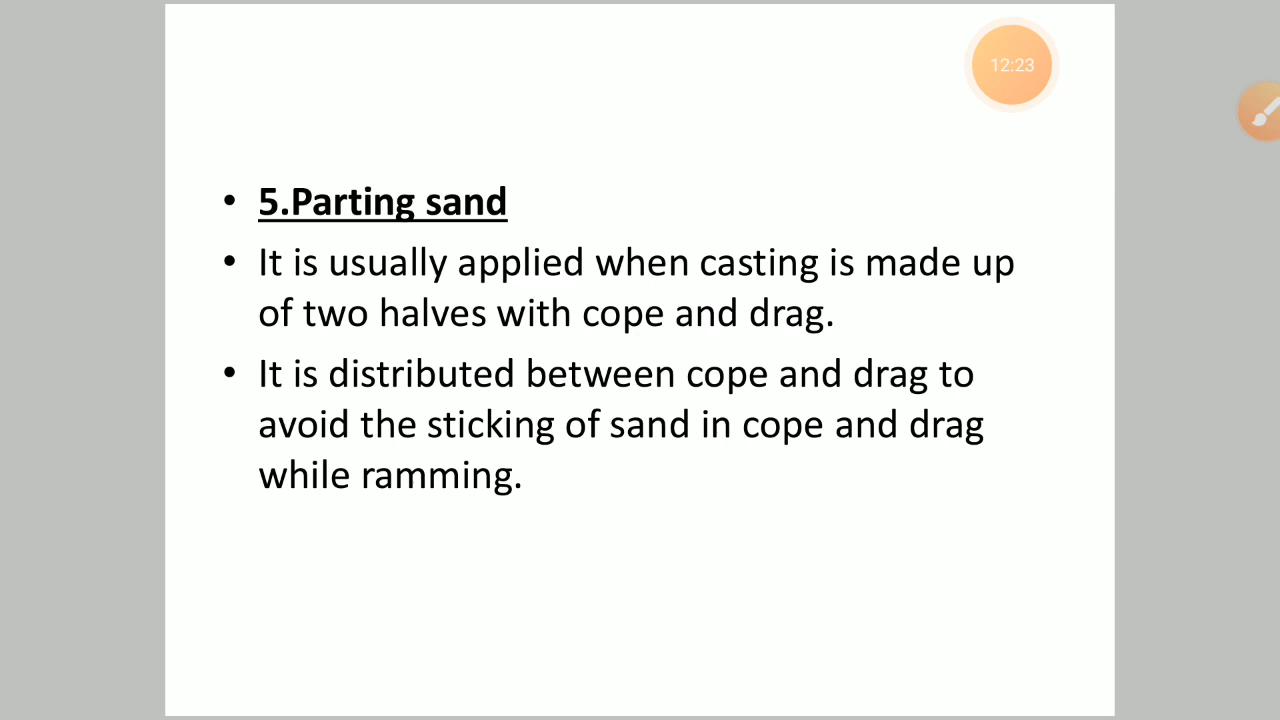 12:23
• 5.Parting sand
• It is usually applied when casting is made up
of two halves with cope and drag.
• It is distributed between cope and drag to
avoid the sticking of sand in cope and drag
while ramming.